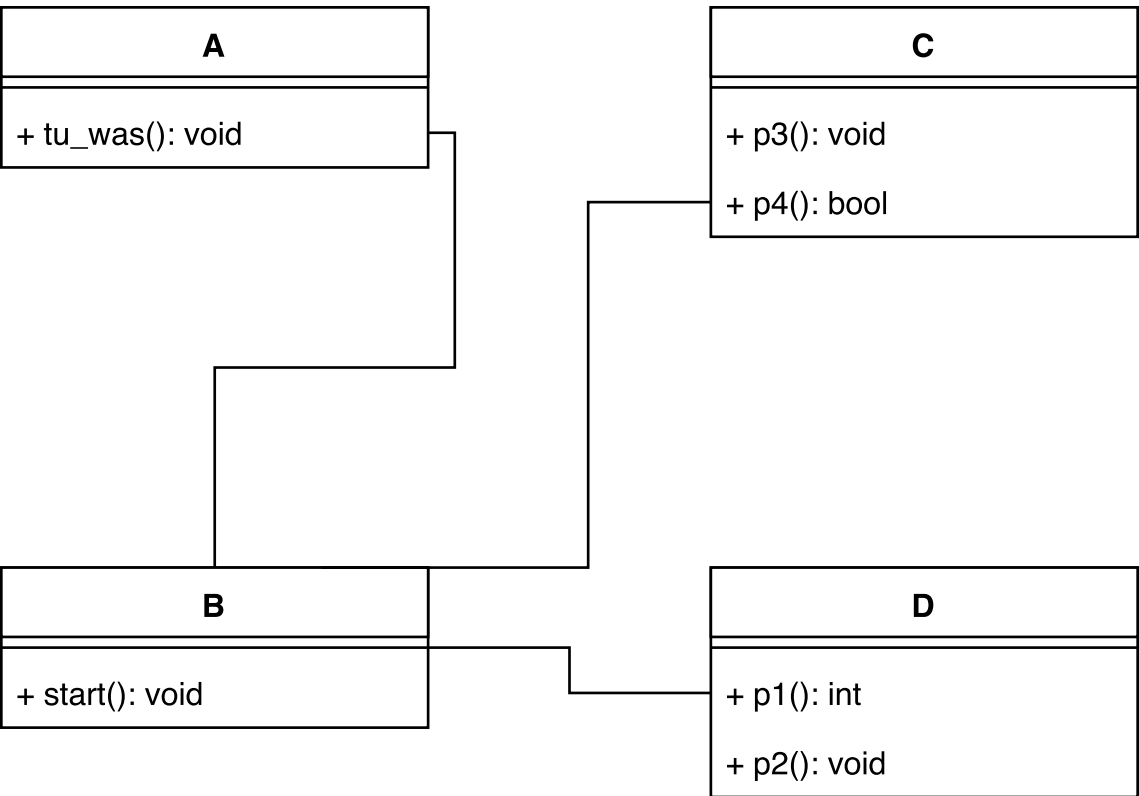 A
+ tu_was(): void
C
+ p3(): void
+ p4(): bool
B
+ start(): void
D
+ p1(): int
+ p2(): void